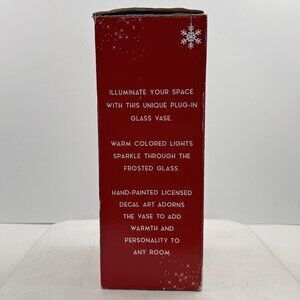 ILLUMINATE YOUR SPACE
WITH THIS UNIQUE PLUG-IN
GLASS VASE.
WARM COLORED LIGHTS
SPARKLE THROUGH THE
FROSTED GLASS.
HAND-PAINTED LICENSED
DECAL ART ADORNS
THE VASE TO ADD
WARMTH AND
PERSONALITY TO
ANY ROOM.